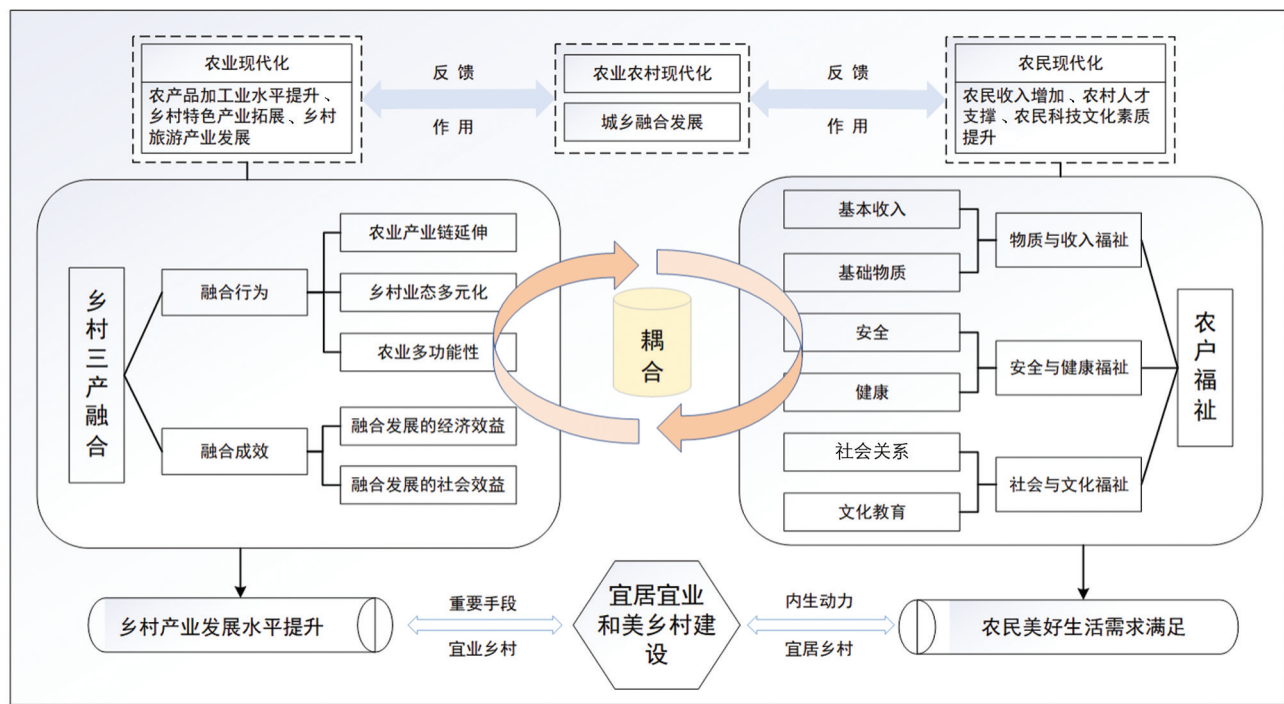 农业现代化
农产品加工业水平提升、
乡村特色产业拓展、乡村
旅游产业发展
反 馈
作 用
农业农村现代化
城乡融合发展
反 馈
作 用
农民现代化
农民收入增加、农村人才
支撑、农民科技文化素质
提升
乡村三产融合
融合行为
融合成效
农业产业链延伸
乡村业态多元化
农业多功能性
融合发展的经济效益
融合发展的社会效益
耦
合
基本收入
基础物质
安全
健康
社会关系
文化教育
物质与收入福祉
安全与健康福祉
社会与文化福祉
农户福祉
乡村产业发展水平提升
重要手段
宜业乡村
宜居宜业
和美乡村建
设
内生动力
宜居乡村
农民美好生活需求满足